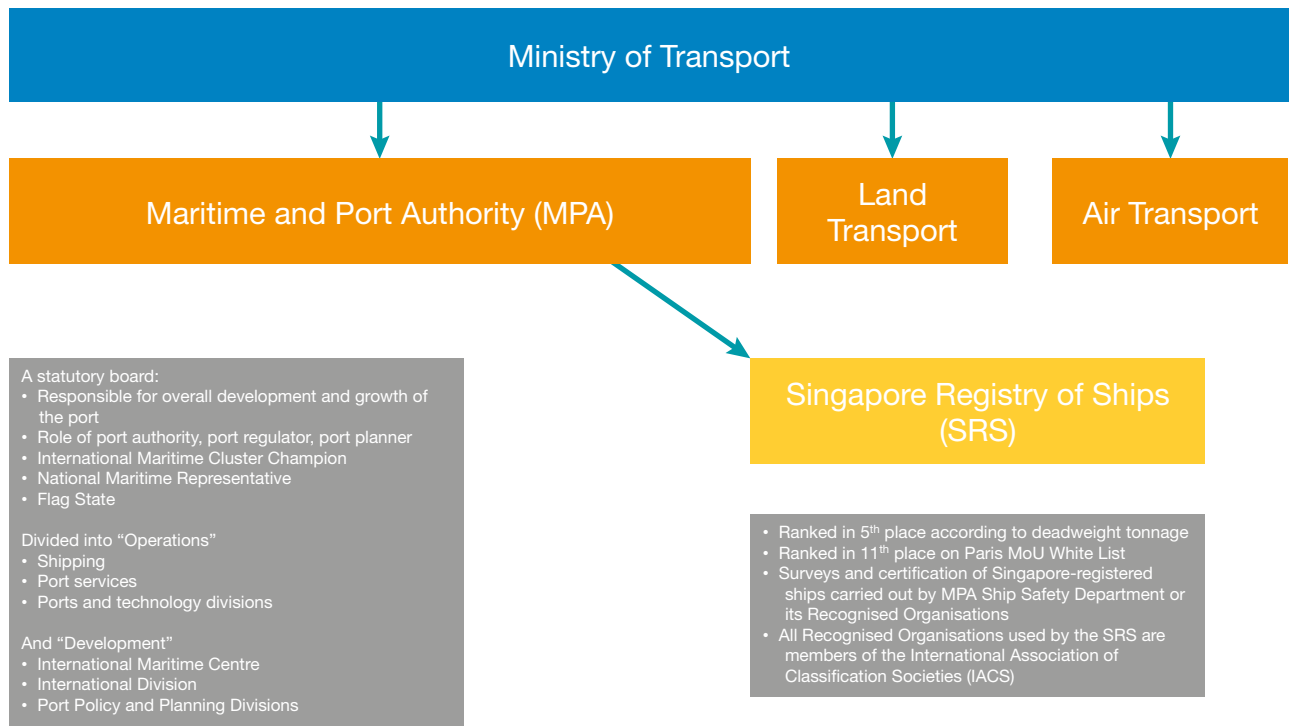 Ministry of Transport
Maritime and Port Authority (MPA)
Land
Transport
Air Transport
A statutory board:
• Responsible for overall development and growth of
the port
• Role of port authority, port regulator, port planner
• International Maritime Cluster Champion
• National Maritime Representative
• Flag State
Divided into “Operations”
• Shipping
• Port services
• Ports and technology divisions
And “Development”
• International Maritime Centre
• International Division
• Port Policy and Planning Divisions
Singapore Registry of Ships
(SRS)
• Ranked in 5th place according to deadweight tonnage
• Ranked in 11th place on Paris MoU White List
• Surveys and certification of Singapore-registered
ships carried out by MPA Ship Safety Department or
its Recognised Organisations
• All Recognised Organisations used by the SRS are
members of the International Association of
Classification Societies (IACS)